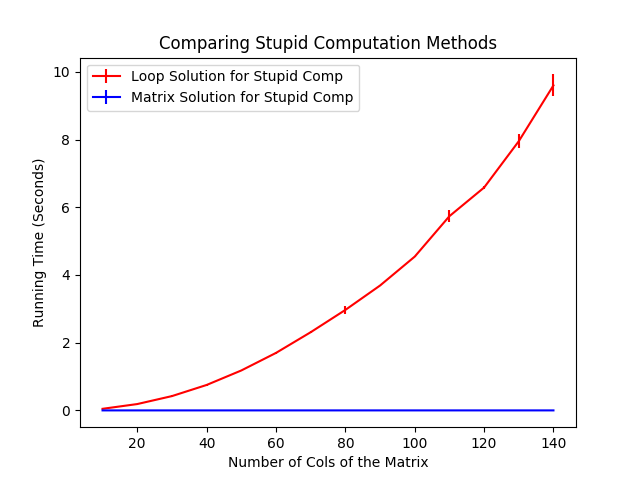 Comparing Stupid Computation Methods
Loop Solution for Stupid Comp
Matrix Solution for Stupid Comp
Running Time (Seconds)
10
8
6
4
2
0
20 40 60 80 100 120 140
Number of Cols of the Matrix